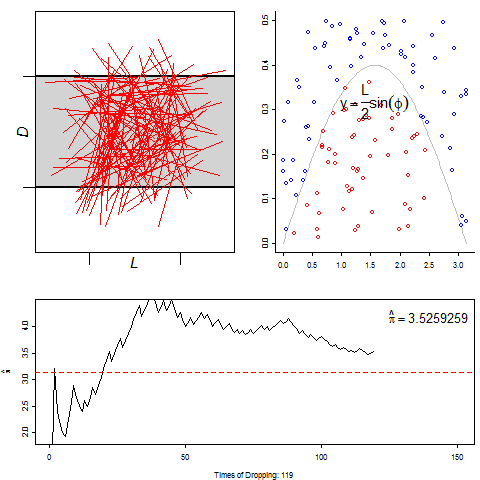 D
L
0.5
0.4
0.3
0.2
0.1
0.0
y = L/2 sin(ϕ)
0.0 0.5 1.0 1.5 2.0 2.5 3.0
π̂ = 3.5259259
4.0
3.5
3.0
2.5
2.0
π̂
0 50 100 150
Times of Dropping: 119